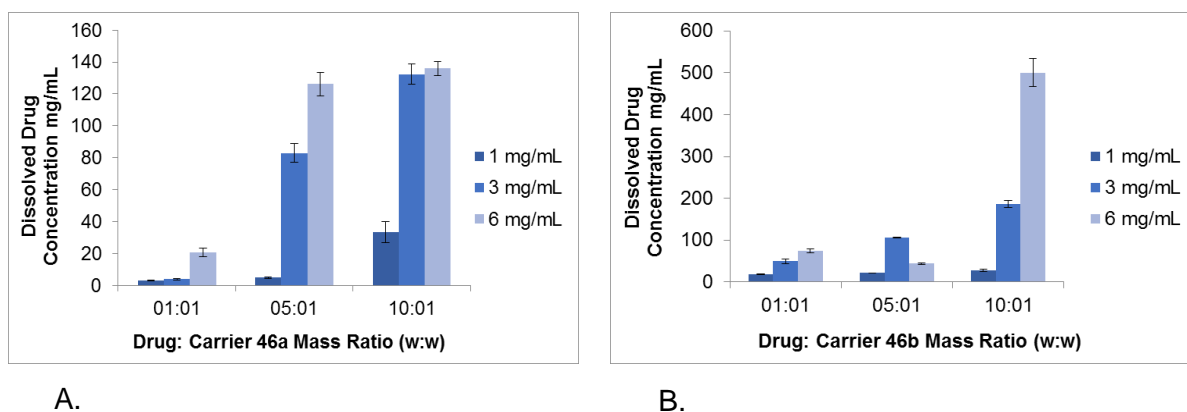 160
140
120
100
80
60
40
20
0
Dissolved Drug
Concentration mg/mL
01:01
05:01
10:01
Drug: Carrier 46a Mass Ratio (w:w)
1 mg/mL
3 mg/mL
6 mg/mL
A.
600
500
400
300
200
100
0
Dissolved Drug
Concentration mg/mL
01:01
05:01
10:01
Drug: Carrier 46b Mass Ratio (w:w)
1 mg/mL
3 mg/mL
6 mg/mL
B.